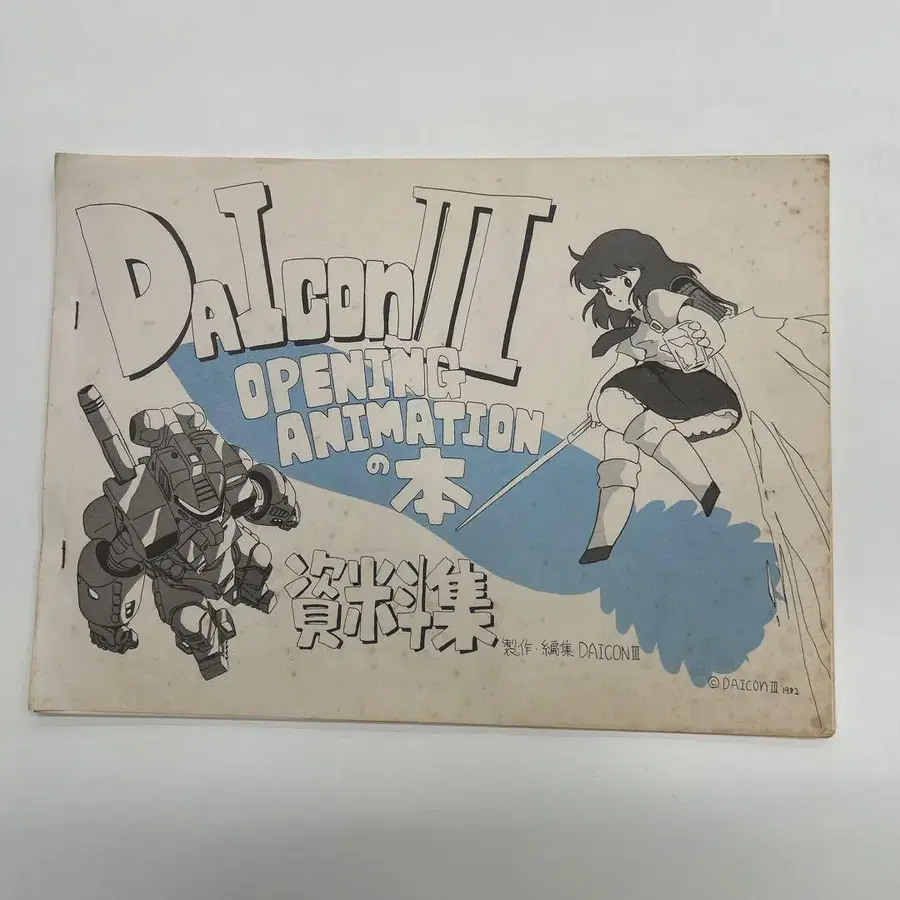 DAIcon III
OPENING
ANIMATION
の本
資料集
製作・編集 DAICON III
© DAICON III 1982